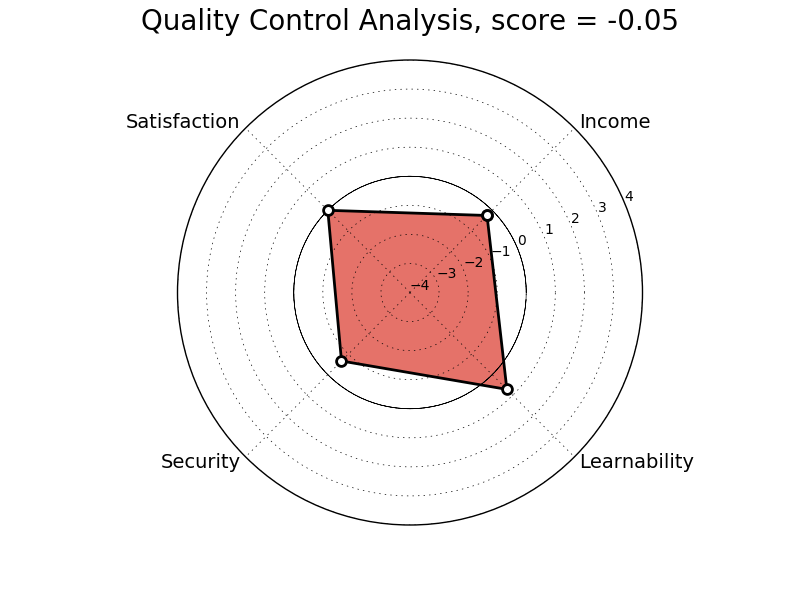 Quality Control Analysis, score = -0.05
Satisfaction
Income
4
3
2
1
0
−1
−2
−3
−4
Security
Learnability